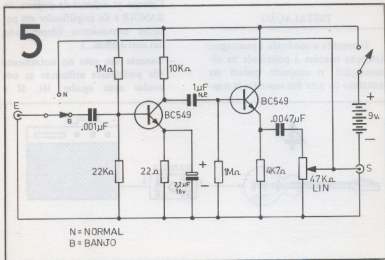 5
1MΩ
10KΩ
1μF
N.P.
BC549
BC549
N
E
B
.001μF
.0047μF
+
9v.
−
S
22KΩ
22Ω
+
−
2,2μF
16v
1MΩ
4K7Ω
47KΩ
LIN
N = NORMAL
B = BANJO